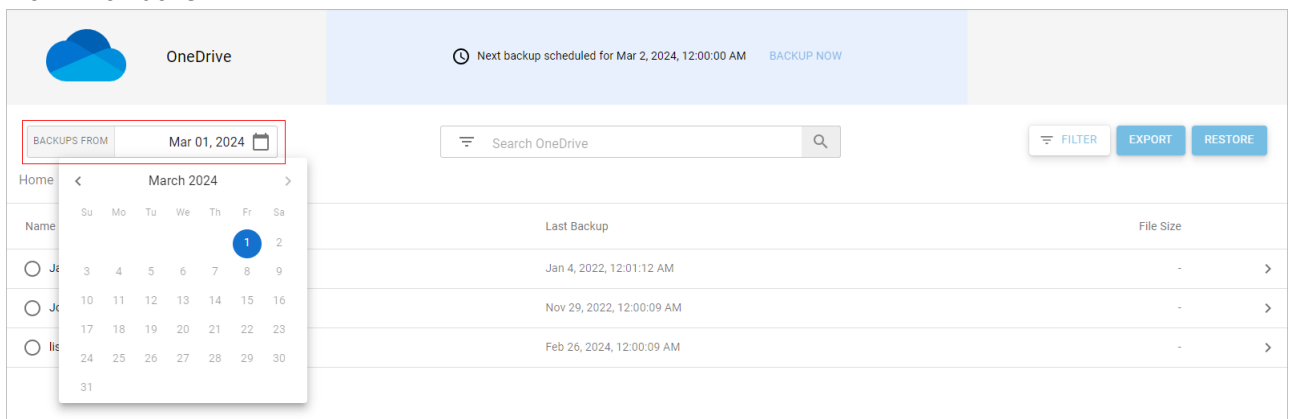 OneDrive
Next backup scheduled for Mar 2, 2024, 12:00:00 AM BACKUP NOW
BACKUPS FROM Mar 01, 2024
Search OneDrive
FILTER EXPORT RESTORE
Home
March 2024
Su Mo Tu We Th Fr Sa
1 2
3 4 5 6 7 8 9
10 11 12 13 14 15 16
17 18 19 20 21 22 23
24 25 26 27 28 29 30
31
Name Last Backup File Size
Jan 4, 2022, 12:01:12 AM -
Nov 29, 2022, 12:00:09 AM -
Feb 26, 2024, 12:00:09 AM -